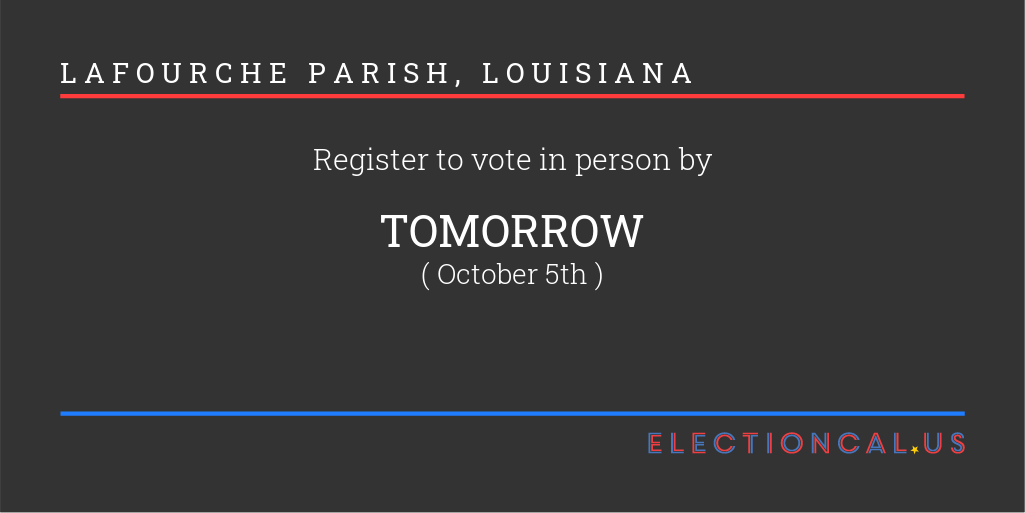 LAFOURCHE PARISH, LOUISIANA
Register to vote in person by
TOMORROW
( October 5th )
ELECTIONCAL.US